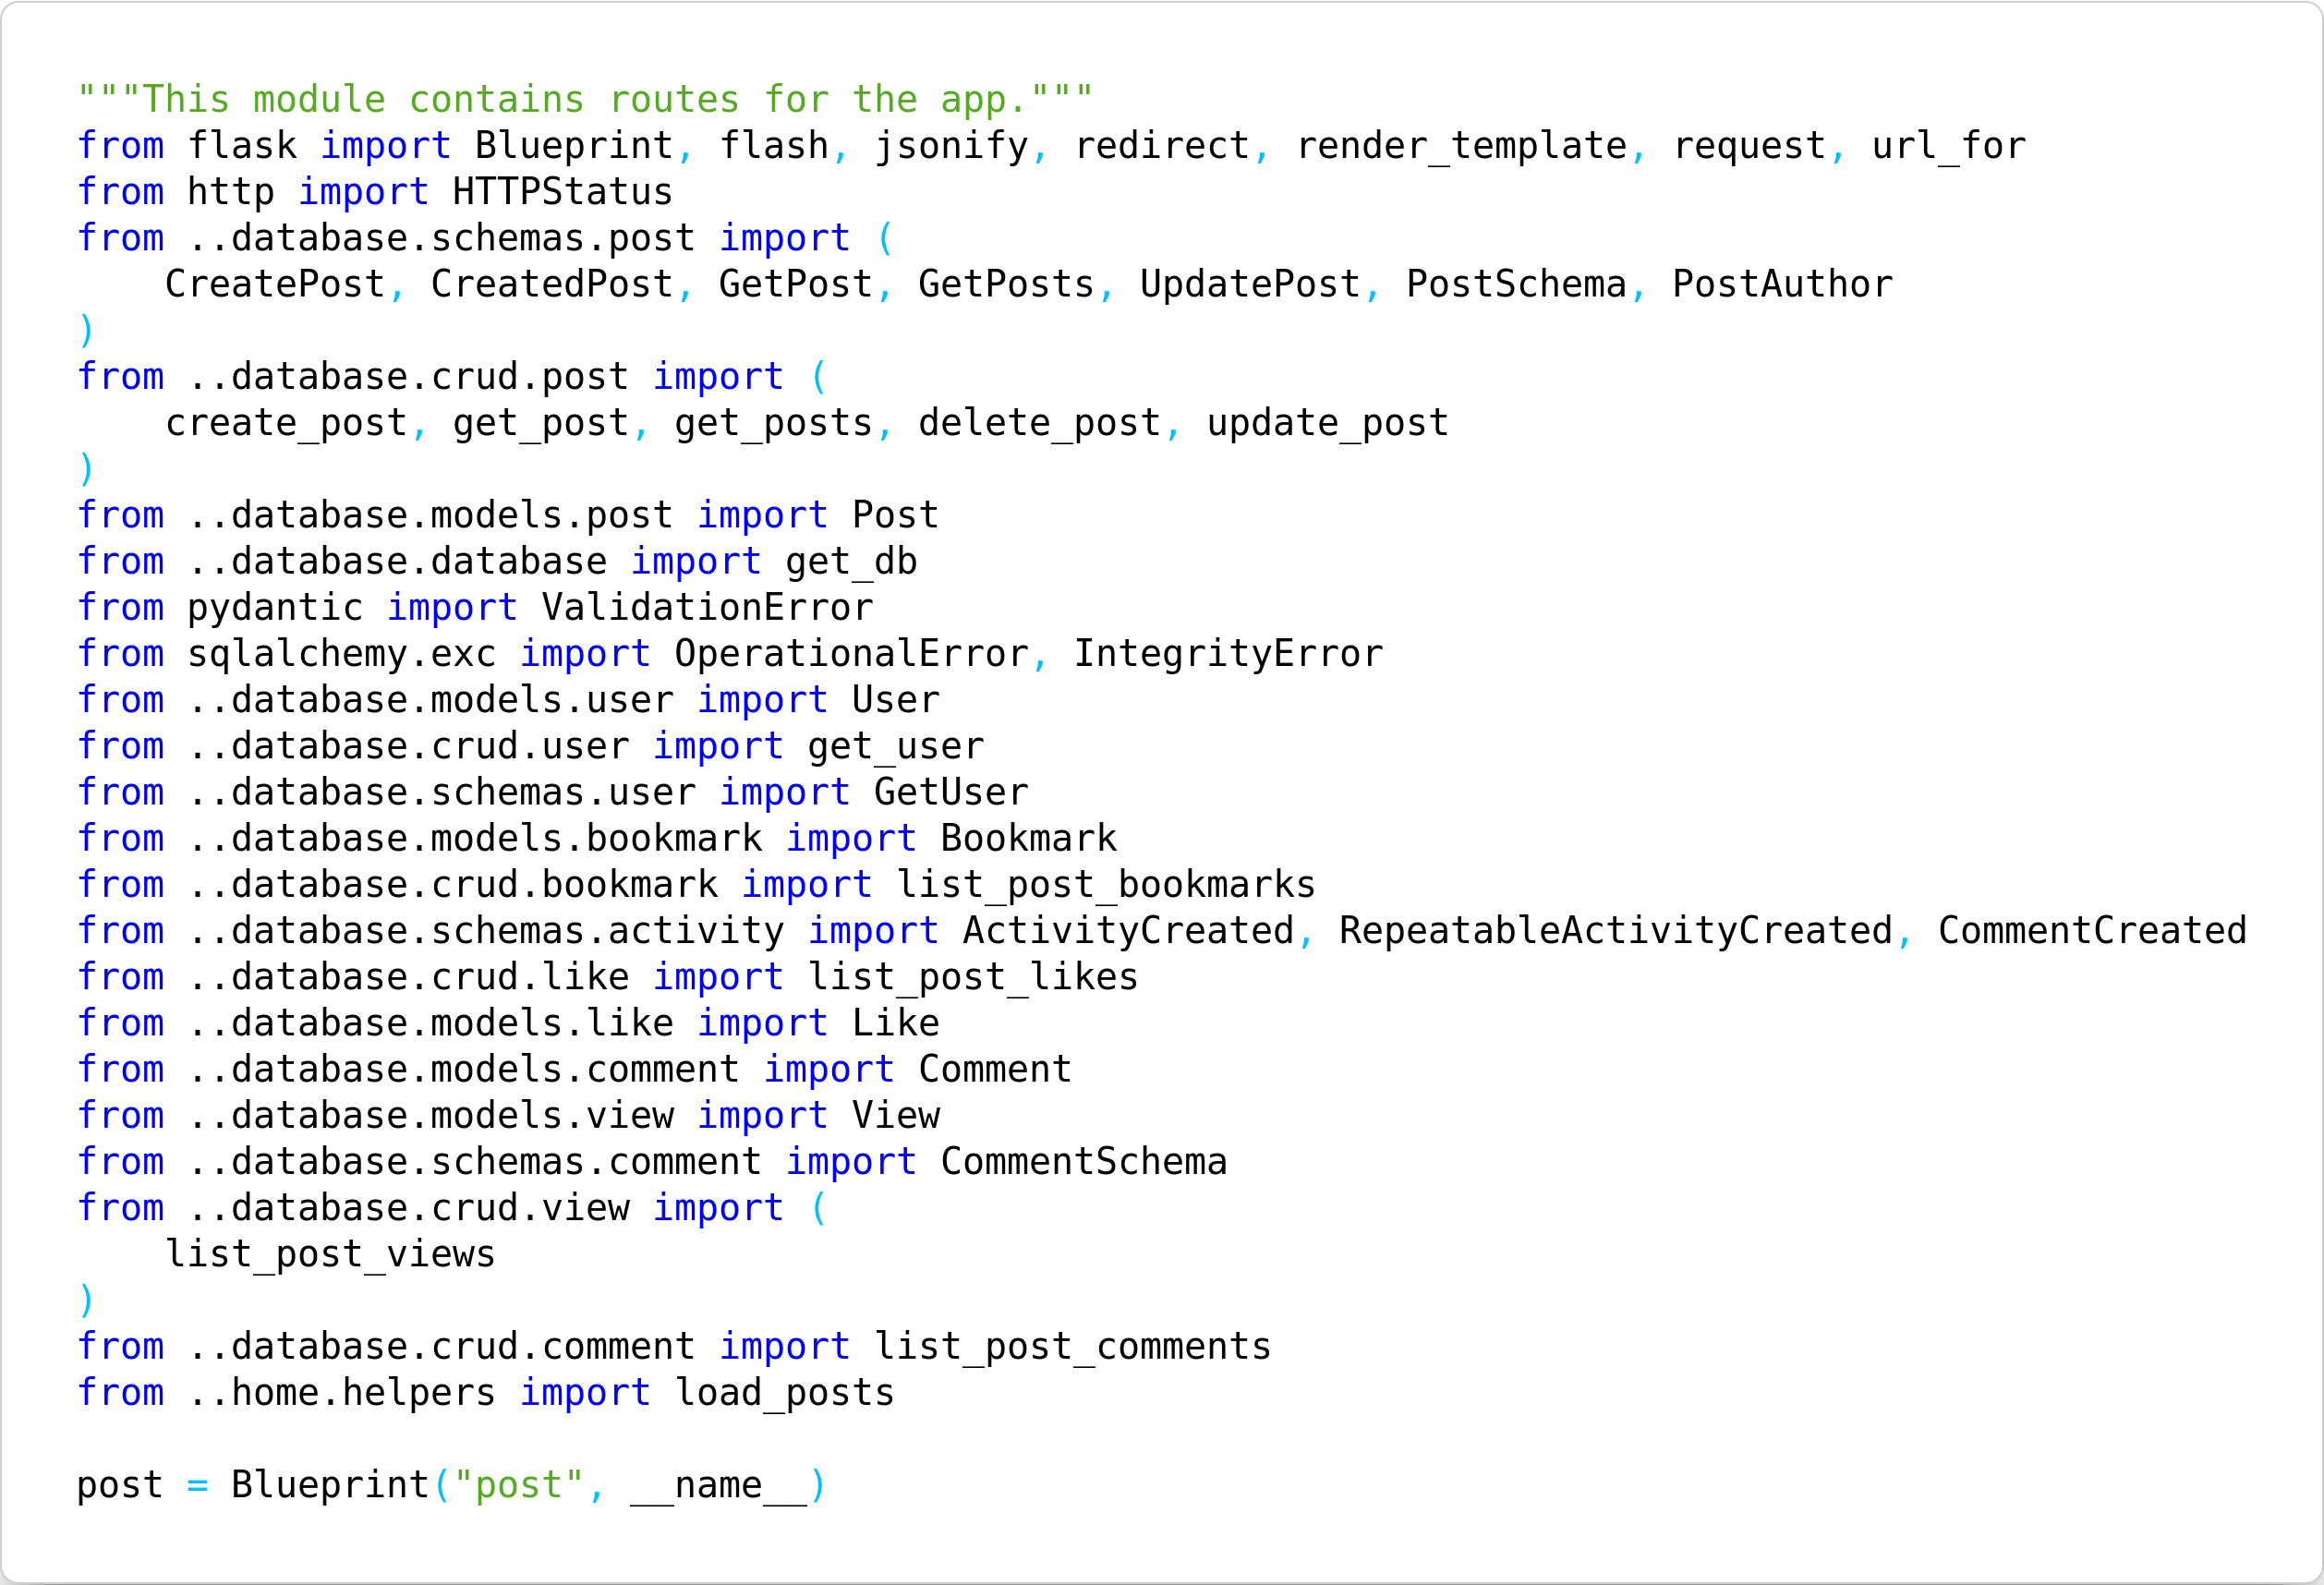 """This module contains routes for the app."""
from flask import Blueprint, flash, jsonify, redirect, render_template, request, url_for
from http import HTTPStatus
from ..database.schemas.post import (
    CreatePost, CreatedPost, GetPost, GetPosts, UpdatePost, PostSchema, PostAuthor
)
from ..database.crud.post import (
    create_post, get_post, get_posts, delete_post, update_post
)
from ..database.models.post import Post
from ..database.database import get_db
from pydantic import ValidationError
from sqlalchemy.exc import OperationalError, IntegrityError
from ..database.models.user import User
from ..database.crud.user import get_user
from ..database.schemas.user import GetUser
from ..database.models.bookmark import Bookmark
from ..database.crud.bookmark import list_post_bookmarks
from ..database.schemas.activity import ActivityCreated, RepeatableActivityCreated, CommentCreated
from ..database.crud.like import list_post_likes
from ..database.models.like import Like
from ..database.models.comment import Comment
from ..database.models.view import View
from ..database.schemas.comment import CommentSchema
from ..database.crud.view import (
    list_post_views
)
from ..database.crud.comment import list_post_comments
from ..home.helpers import load_posts

post = Blueprint("post", __name__)